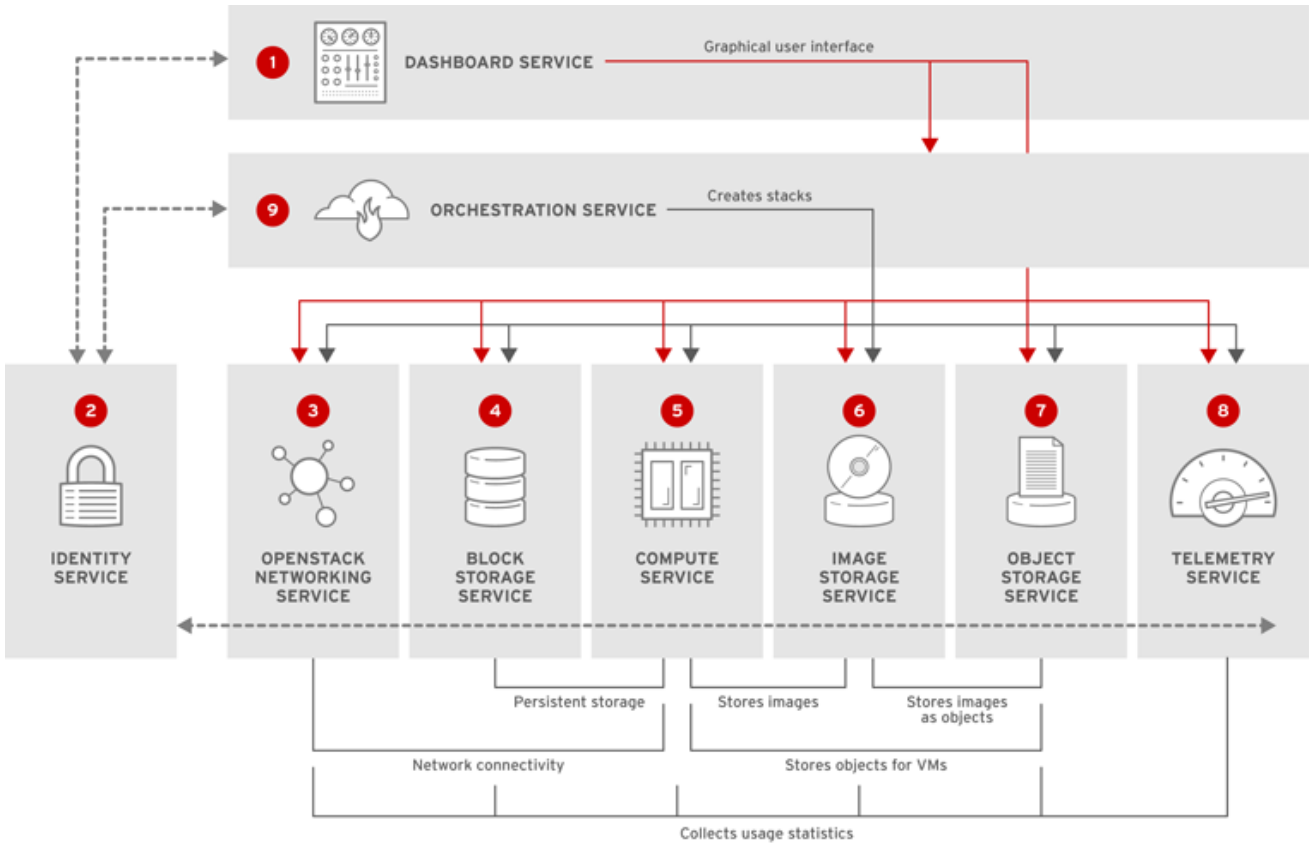 Graphical user interface
1
DASHBOARD SERVICE
Creates stacks
9
ORCHESTRATION SERVICE
2
3
4
5
6
7
8
IDENTITY
SERVICE
OPENSTACK
NETWORKING
SERVICE
BLOCK
STORAGE
SERVICE
COMPUTE
SERVICE
IMAGE
STORAGE
SERVICE
OBJECT
STORAGE
SERVICE
TELEMETRY
SERVICE
Persistent storage
Stores images
Stores images
as objects
Network connectivity
Stores objects for VMs
Collects usage statistics